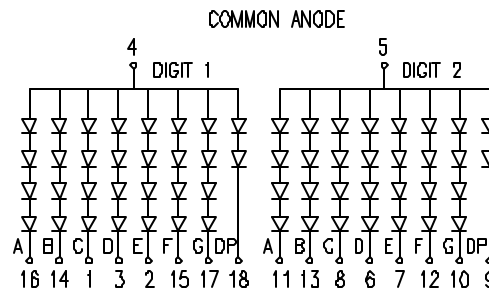 COMMON ANODE
4 5
DIGIT 1 DIGIT 2
A B C D E F G DP A B C D E F G DP
16 14 1 3 2 15 17 18 11 13 8 6 7 12 10 9